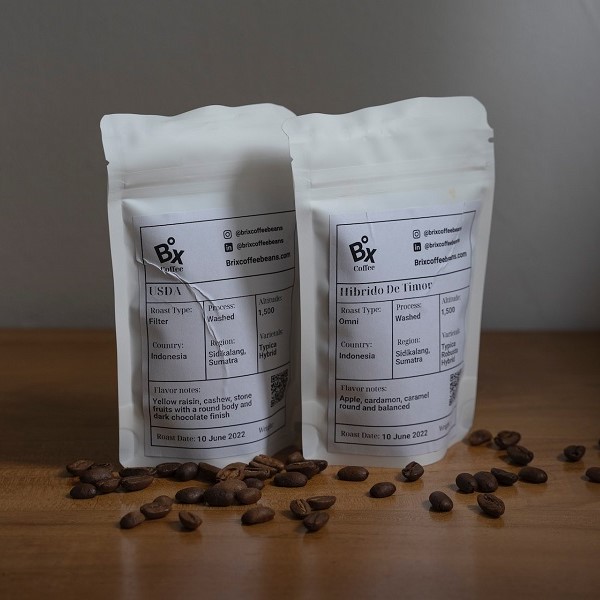 Bx
Coffee
@brixcoffeebeans
@brixcoffeebeans
Brixcoffeebeans.com
USDA
Roast Type:
Filter
Process:
Washed
Altitude:
1,500
Country:
Indonesia
Region:
Sidikalang,
Sumatra
Varietals:
Typica
Hybrid
Flavor notes:
Yellow raisin, cashew, stone
fruits with a round body and
dark chocolate finish
Roast Date: 10 June 2022
Weight:
Bx
Coffee
@brixcoffeebeans
@brixcoffeebeans
Brixcoffeebeans.com
Hibrido De Timor
Roast Type:
Omni
Process:
Washed
Altitude:
1,500
Country:
Indonesia
Region:
Sidikalang,
Sumatra
Varietals:
Typica
Robusta
Hybrid
Flavor notes:
Apple, cardamon, caramel
round and balanced
Roast Date: 10 June 2022